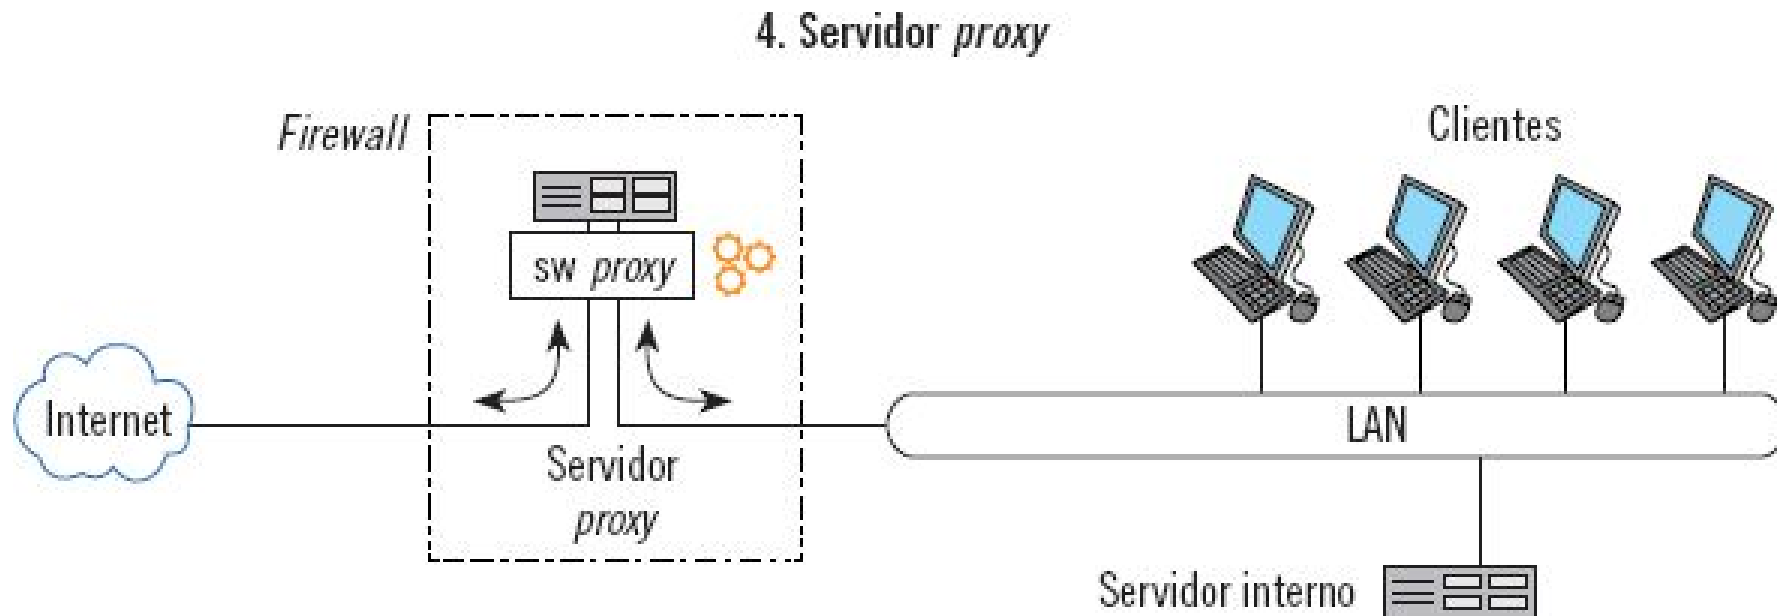 4. Servidor proxy
Firewall
Clientes
sw proxy
Internet
LAN
Servidor
proxy
Servidor interno